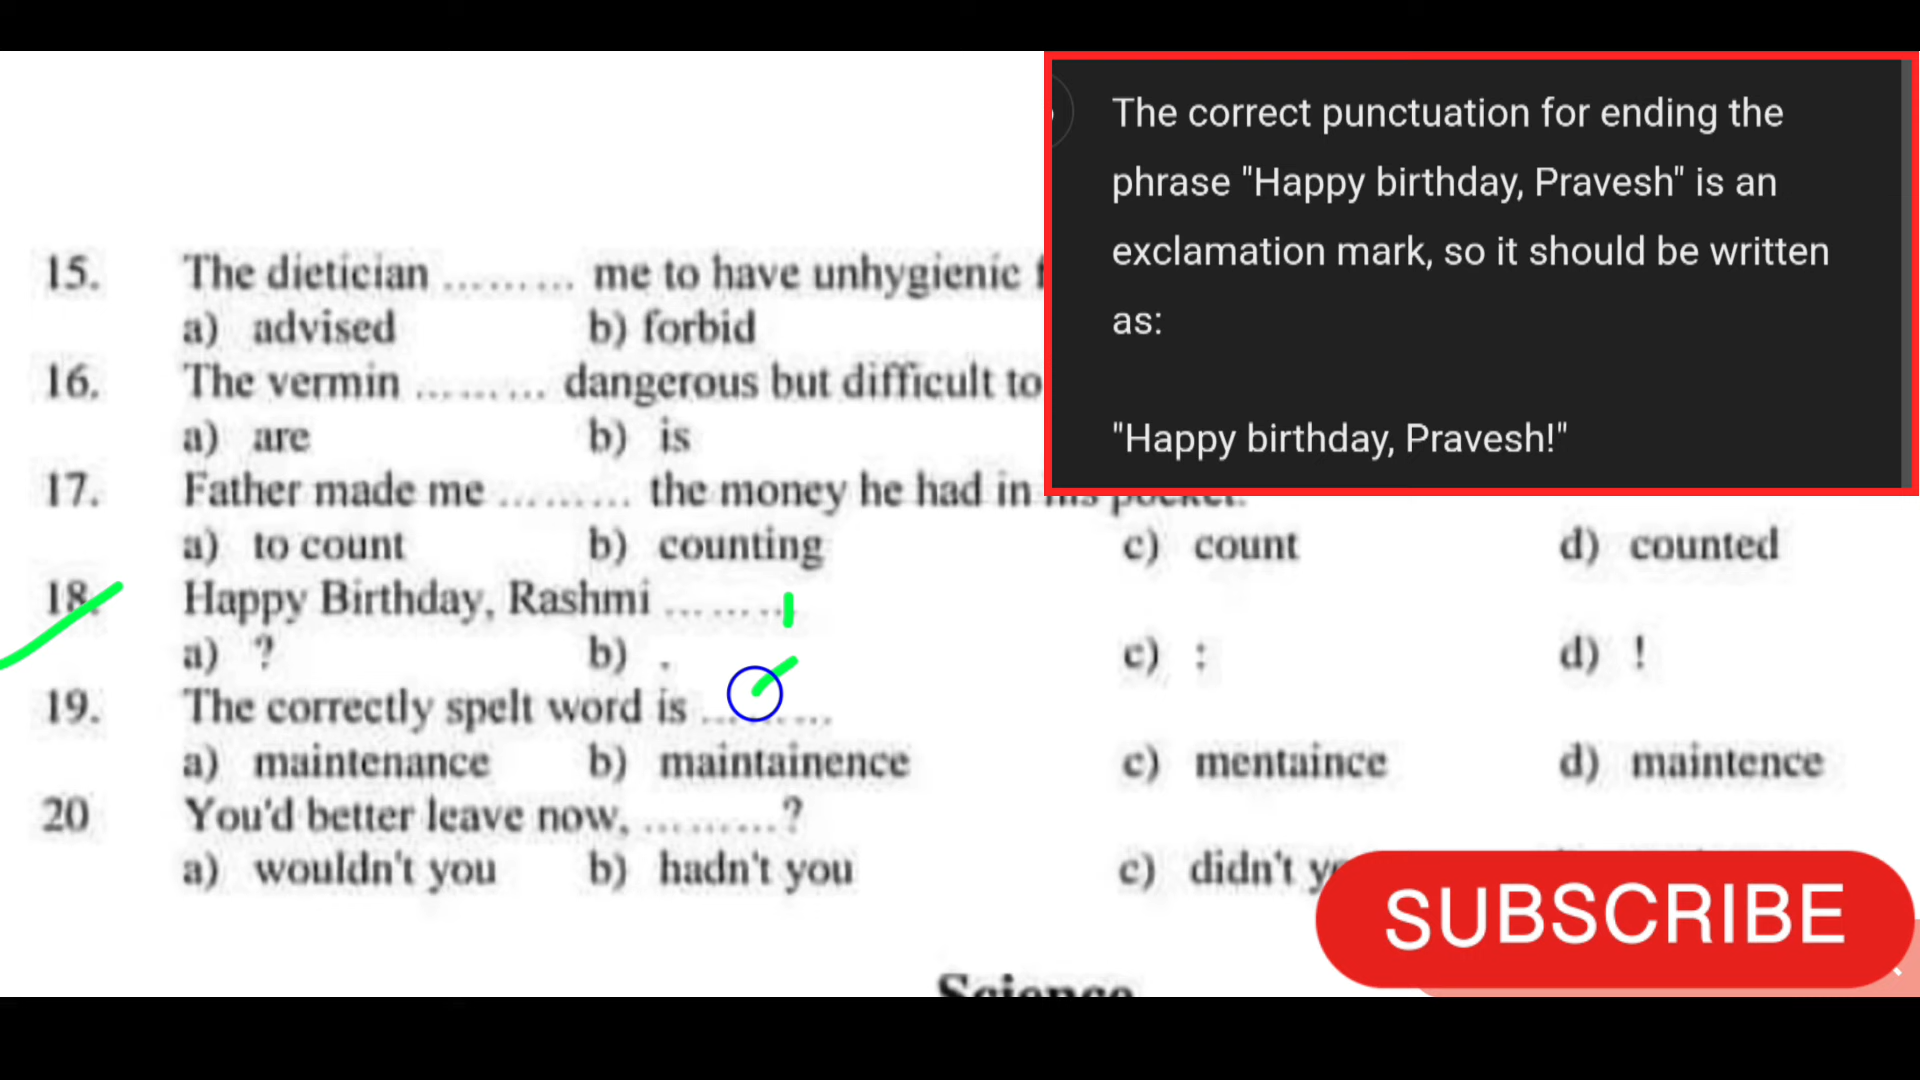 The correct punctuation for ending the
phrase "Happy birthday, Pravesh" is an
exclamation mark, so it should be written
as:
"Happy birthday, Pravesh!"
15. The dietician ......... me to have unhygienic
a) advised b) forbid
16. The vermin ......... dangerous but difficult to
a) are b) is
17. Father made me ......... the money he had in his pocket.
a) to count b) counting c) count d) counted
18. Happy Birthday, Rashmi .........
a) ? b) . c) : d) !
19. The correctly spelt word is .........
a) maintenance b) maintainence c) mentaince d) maintence
20 You'd better leave now, .........?
a) wouldn't you b) hadn't you c) didn't
SUBSCRIBE
Science